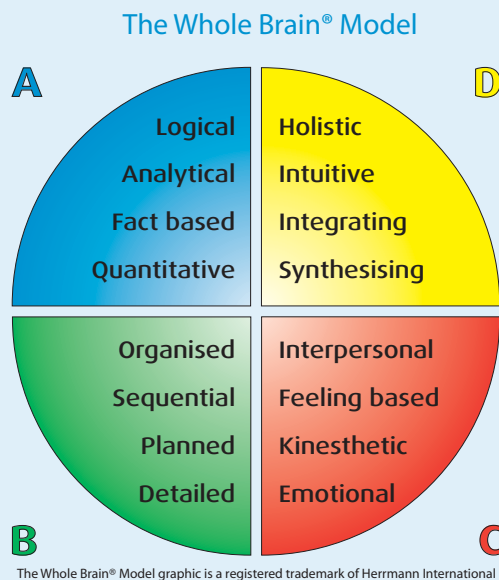 The Whole Brain® Model
A
D
Logical
Analytical
Fact based
Quantitative
Holistic
Intuitive
Integrating
Synthesising
Organised
Sequential
Planned
Detailed
Interpersonal
Feeling based
Kinesthetic
Emotional
B
C
The Whole Brain® Model graphic is a registered trademark of Herrmann International